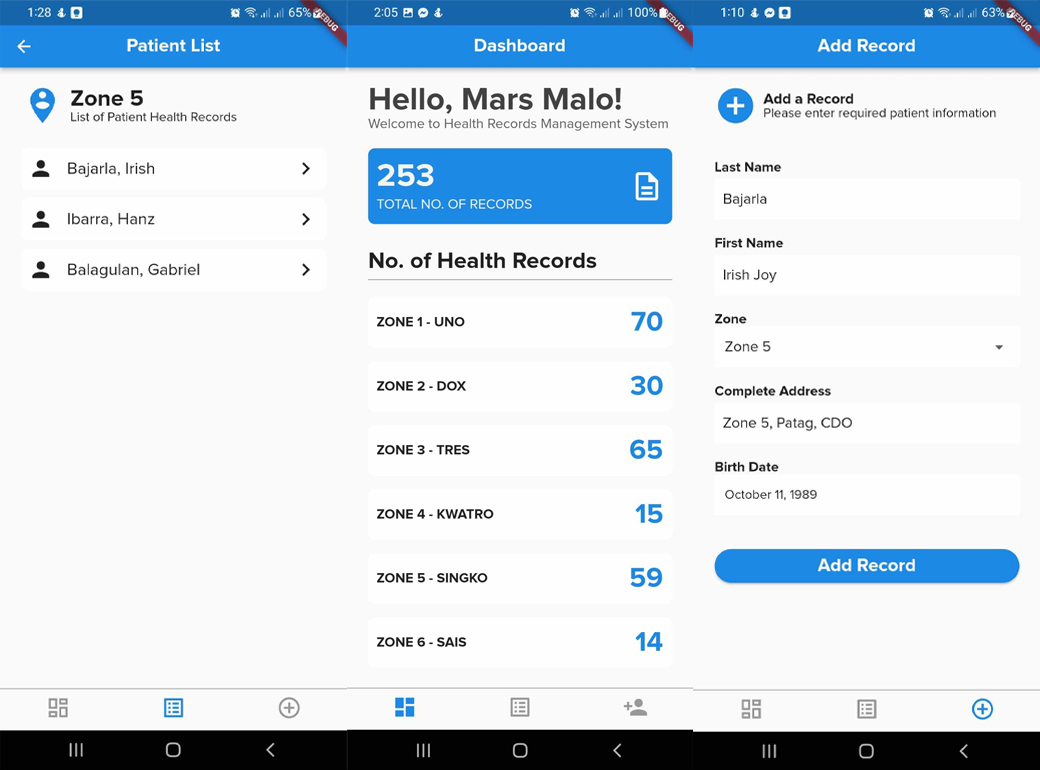 1:28
65%
DEBUG
Patient List
Zone 5
List of Patient Health Records
Bajarla, Irish
Ibarra, Hanz
Balagulan, Gabriel
2:05
100%
DEBUG
Dashboard
Hello, Mars Malo!
Welcome to Health Records Management System
253
TOTAL NO. OF RECORDS
No. of Health Records
ZONE 1 - UNO 70
ZONE 2 - DOX 30
ZONE 3 - TRES 65
ZONE 4 - KWATRO 15
ZONE 5 - SINGKO 59
ZONE 6 - SAIS 14
1:10
63%
DEBUG
Add Record
Add a Record
Please enter required patient information
Last Name
Bajarla
First Name
Irish Joy
Zone
Zone 5
Complete Address
Zone 5, Patag, CDO
Birth Date
October 11, 1989
Add Record